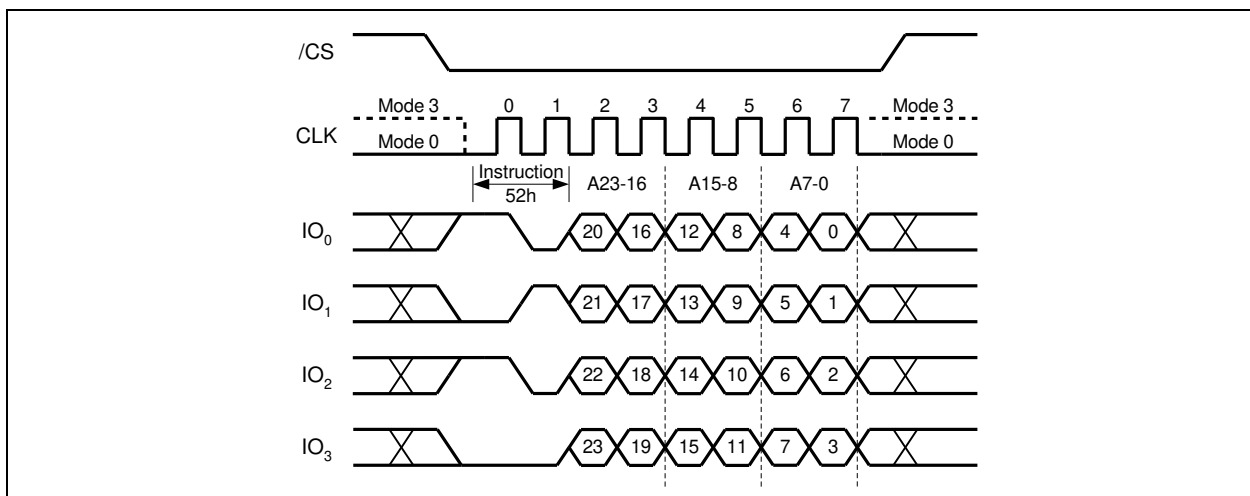 /CS
Mode 3 0 1 2 3 4 5 6 7 Mode 3
CLK
Mode 0 Mode 0
Instruction A23-16 A15-8 A7-0
52h
IO0 20 16 12 8 4 0
IO1 21 17 13 9 5 1
IO2 22 18 14 10 6 2
IO3 23 19 15 11 7 3